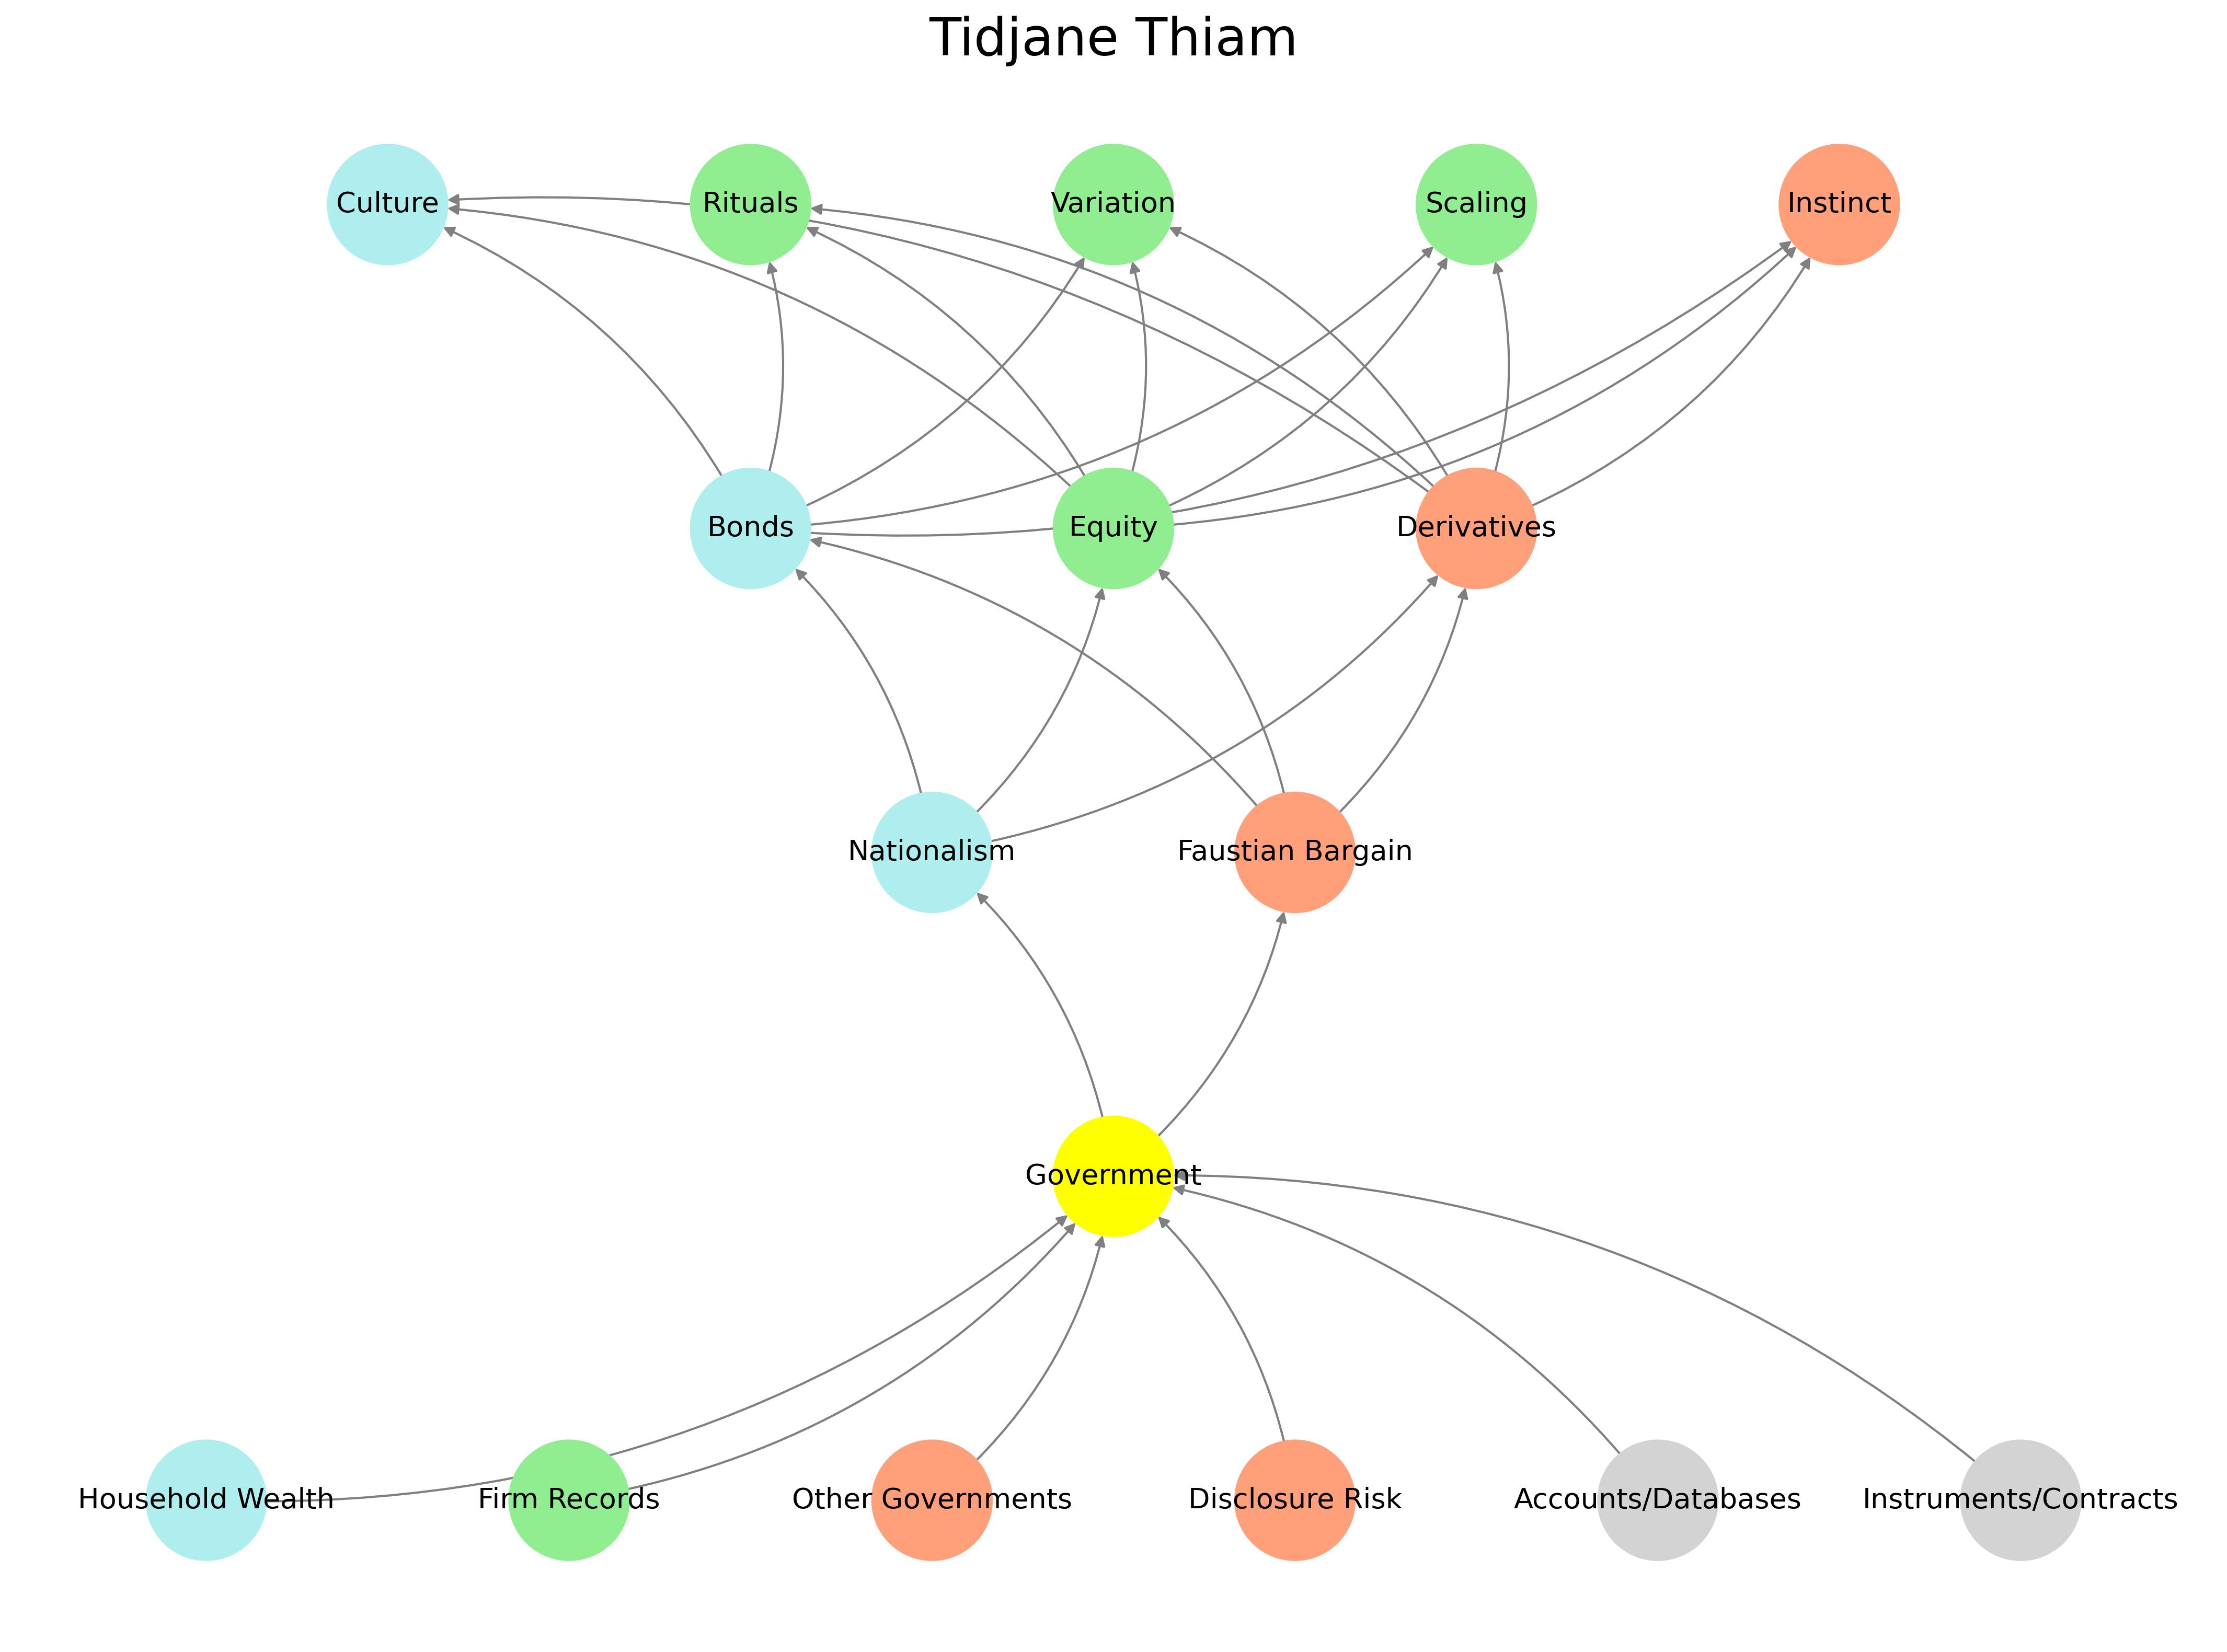 Tidjane Thiam
Culture
Rituals
Variation
Scaling
Instinct
Bonds
Equity
Derivatives
Nationalism
Faustian Bargain
Government
Household Wealth
Firm Records
Other Governments
Disclosure Risk
Accounts/Databases
Instruments/Contracts